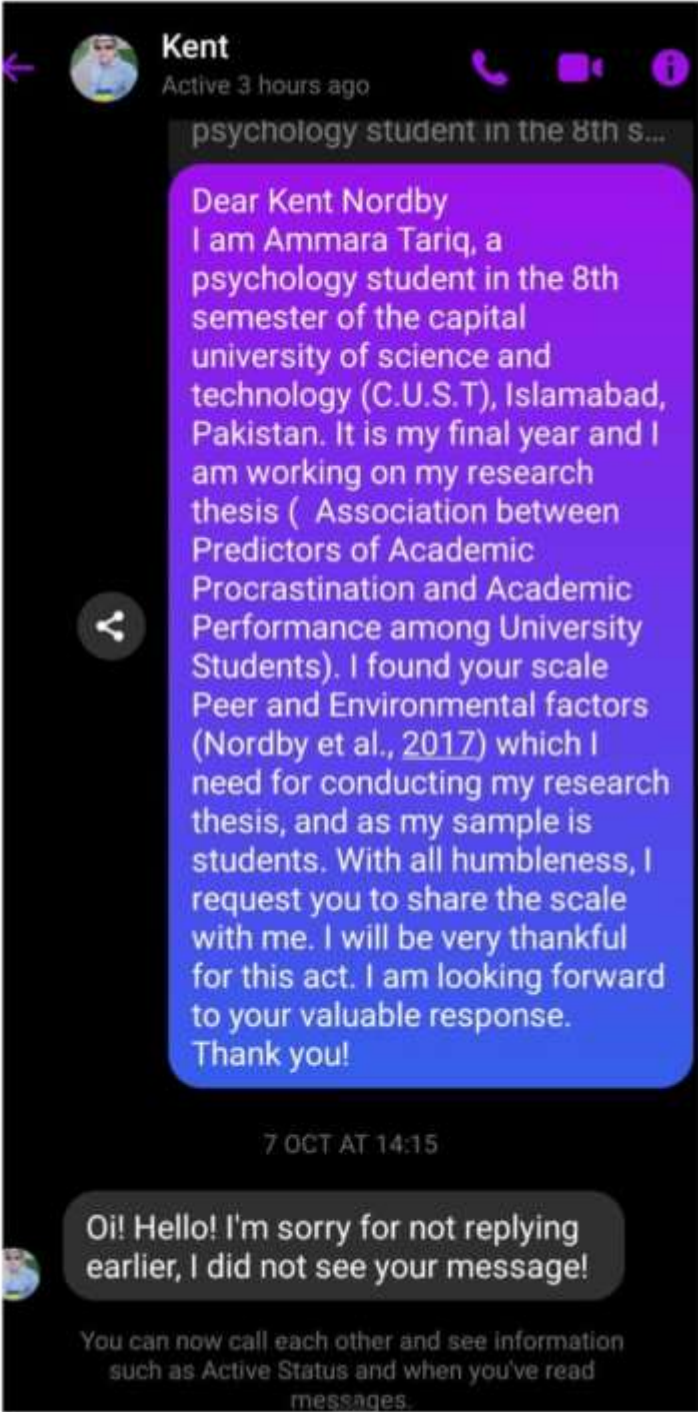 Kent
Active 3 hours ago
psychology student in the 8th s...
Dear Kent Nordby
I am Ammara Tariq, a
psychology student in the 8th
semester of the capital
university of science and
technology (C.U.S.T), Islamabad,
Pakistan. It is my final year and I
am working on my research
thesis (  Association between
Predictors of Academic
Procrastination and Academic
Performance among University
Students). I found your scale
Peer and Environmental factors
(Nordby et al., 2017) which I
need for conducting my research
thesis, and as my sample is
students. With all humbleness, I
request you to share the scale
with me. I will be very thankful
for this act. I am looking forward
to your valuable response.
Thank you!
7 OCT AT 14:15
Oi! Hello! I'm sorry for not replying
earlier, I did not see your message!
You can now call each other and see information
such as Active Status and when you've read
messages.